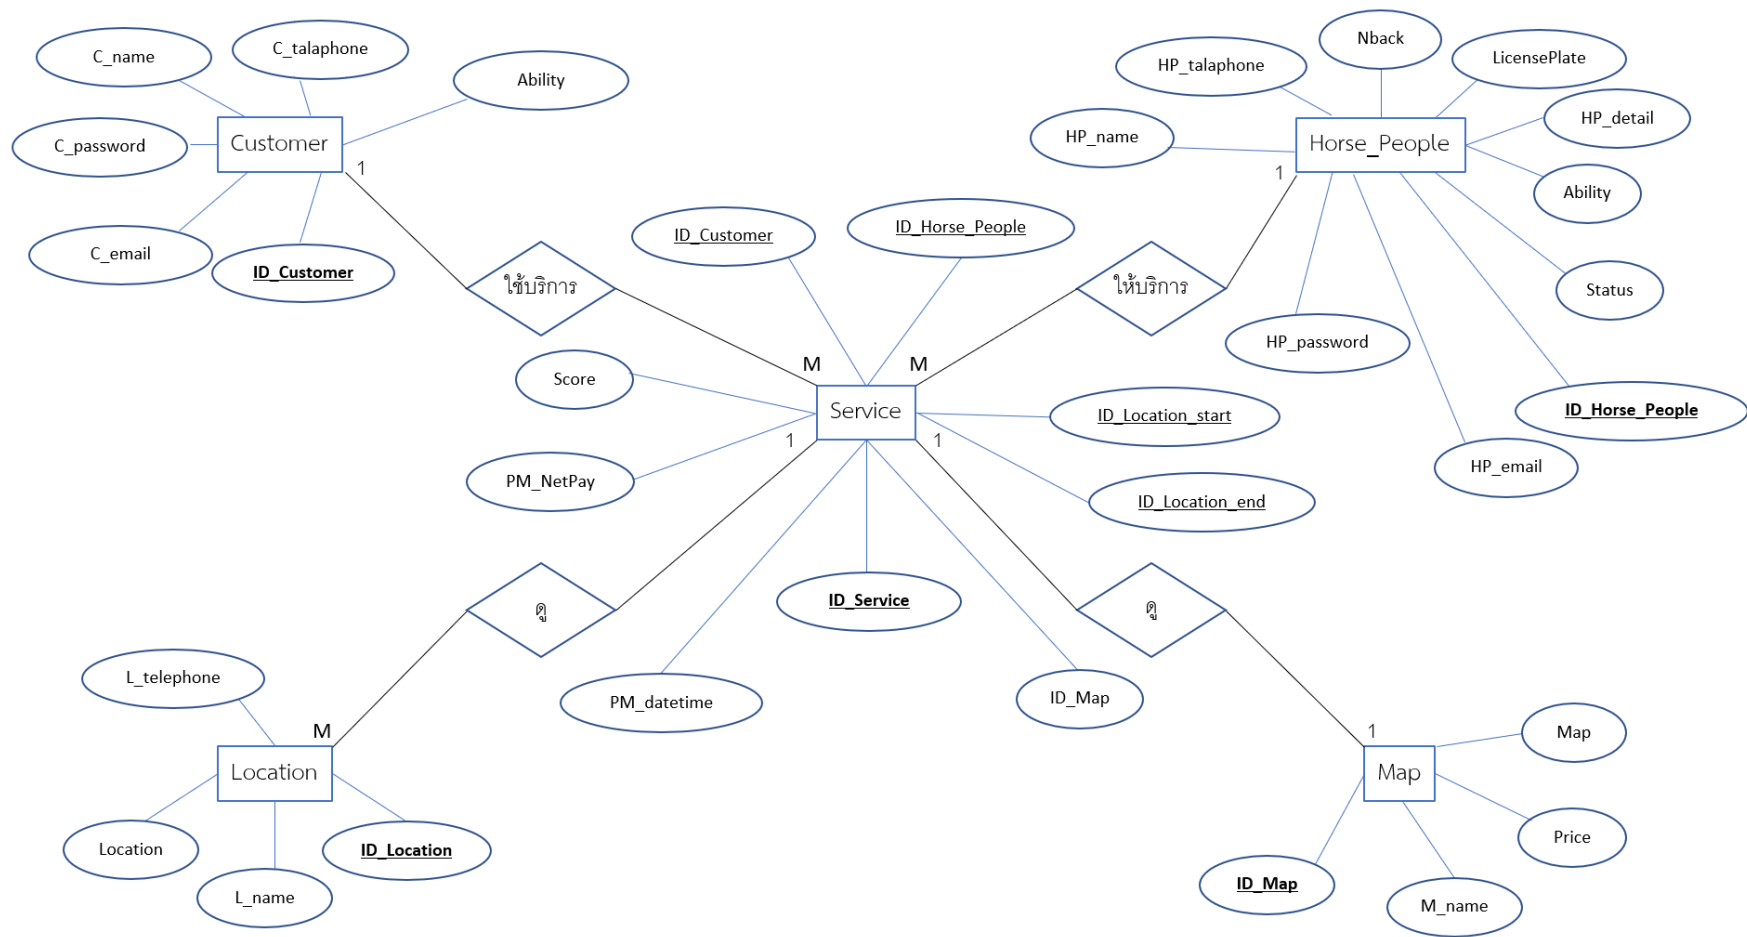 Nback
C_name
C_talaphone
HP_talaphone
LicensePlate
Ability
HP_detail
C_password
Customer
HP_name
Horse_People
1
1
Ability
C_email
ID_Customer
ID_Customer
ID_Horse_People
ใช้บริการ
ให้บริการ
Status
HP_password
M
M
Score
Service
ID_Location_start
ID_Horse_People
1
1
PM_NetPay
ID_Location_end
HP_email
ดู
ID_Service
ดู
L_telephone
PM_datetime
ID_Map
M
1
Map
Location
Map
Location
ID_Location
Price
L_name
ID_Map
M_name